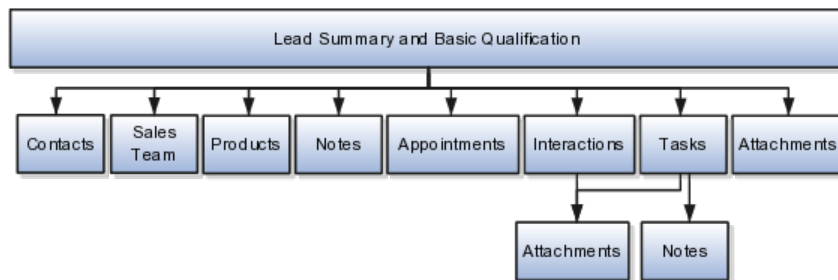 Lead Summary and Basic Qualification
Contacts
Sales
Team
Products
Notes
Appointments
Interactions
Tasks
Attachments
Attachments
Notes